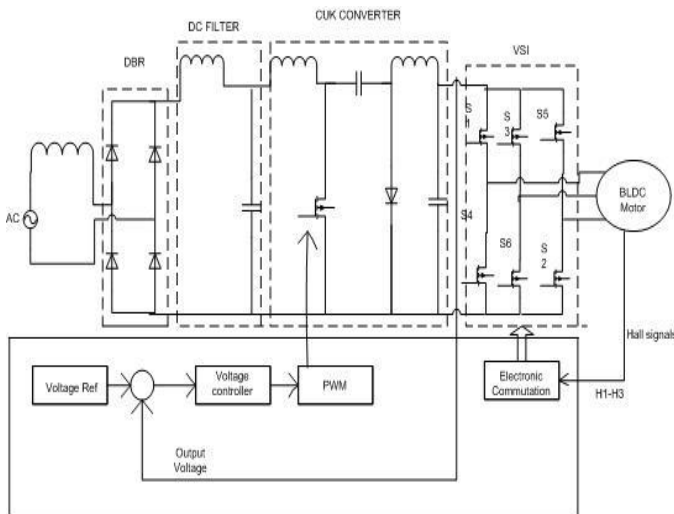 CUK CONVERTER
DC FILTER
VSI
DBR
S
1
S
3
S5
BLDC
Motor
AC
S4
S6
S
2
Hall signals
Voltage Ref
Voltage
controller
PWM
Electronic
Commutation
H1-H3
Output
Voltage